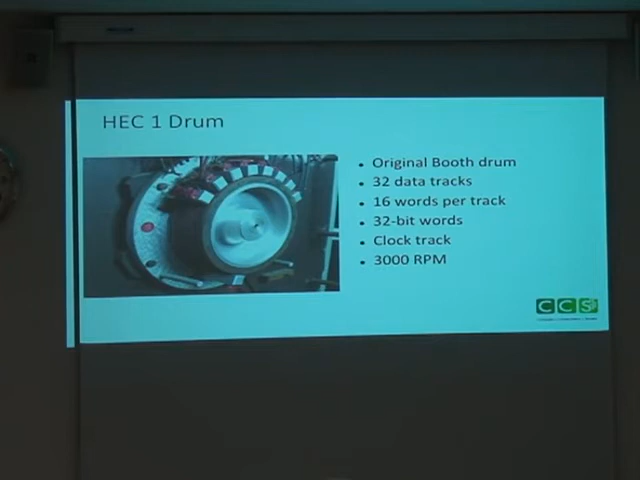 HEC 1 Drum
• Original Booth drum
• 32 data tracks
• 16 words per track
• 32-bit words
• Clock track
• 3000 RPM
CCS